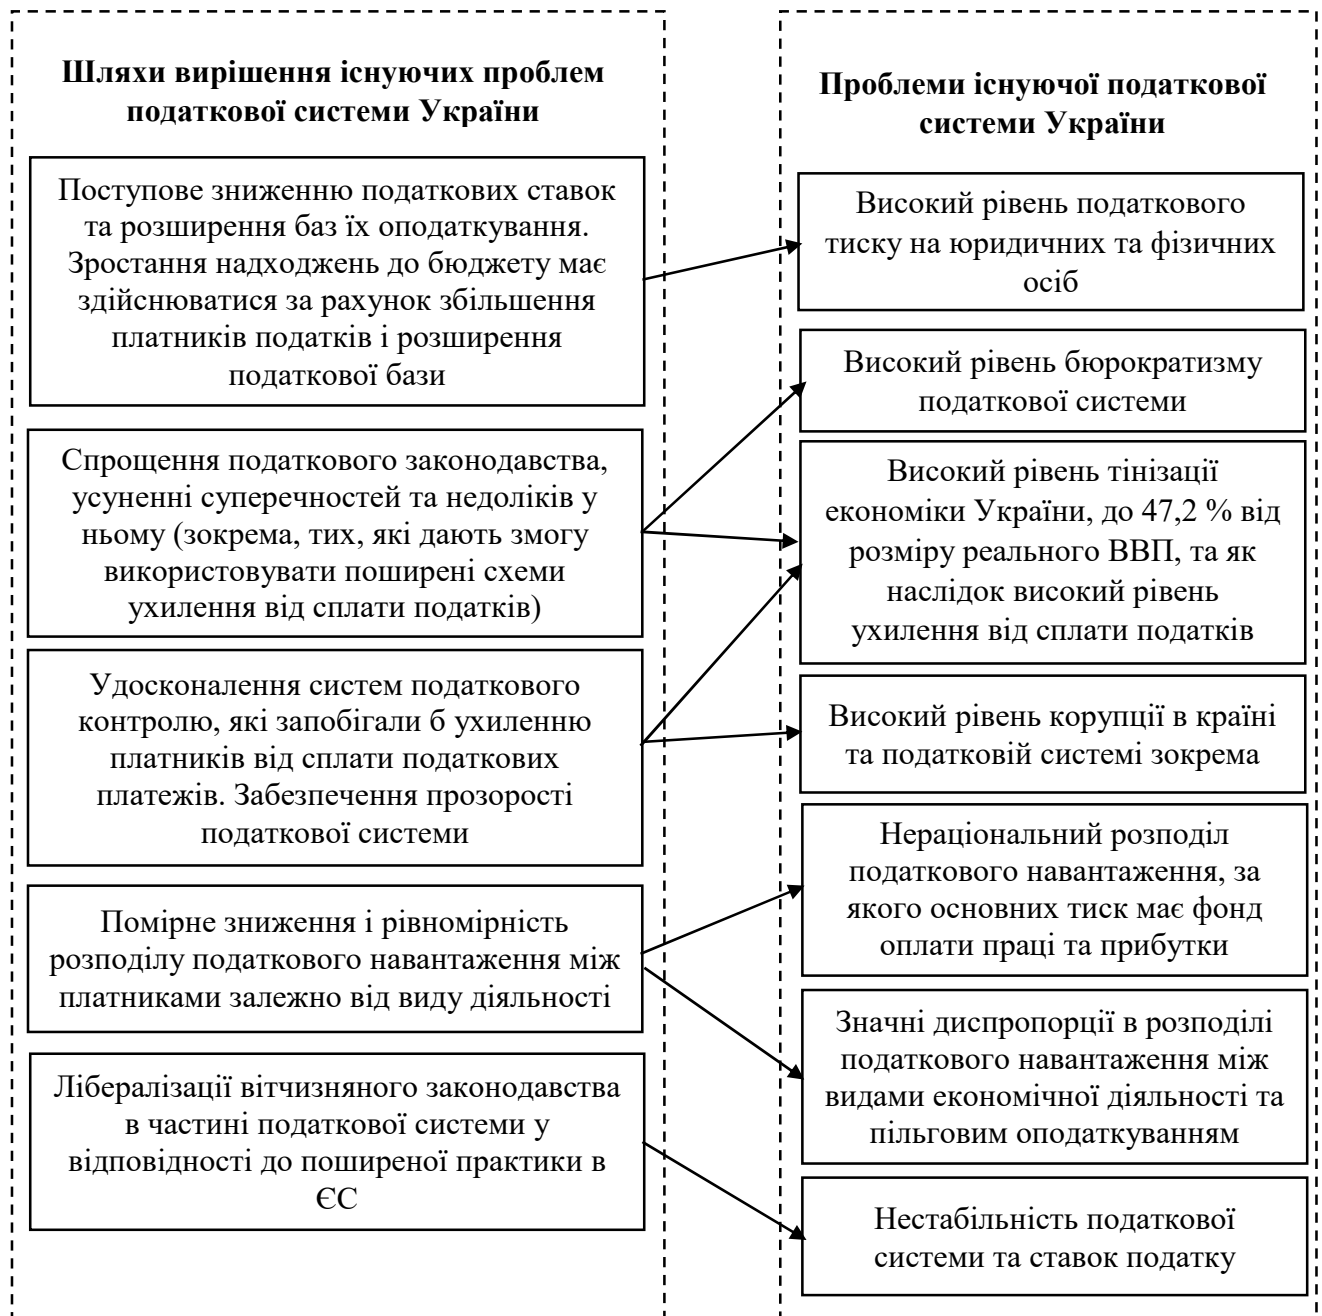 Шляхи вирішення існуючих проблем
податкової системи України
Поступове зниженню податкових ставок
та розширення баз їх оподаткування.
Зростання надходжень до бюджету має
здійснюватися за рахунок збільшення
платників податків і розширення
податкової бази
Спрощення податкового законодавства,
усуненні суперечностей та недоліків у
ньому (зокрема, тих, які дають змогу
використовувати поширені схеми
ухилення від сплати податків)
Удосконалення систем податкового
контролю, які запобігали б ухиленню
платників від сплати податкових
платежів. Забезпечення прозорості
податкової системи
Помірне зниження і рівномірність
розподілу податкового навантаження між
платниками залежно від виду діяльності
Лібералізації вітчизняного законодавства
в частині податкової системи у
відповідності до поширеної практики в
ЄС
Проблеми існуючої податкової
системи України
Високий рівень податкового
тиску на юридичних та фізичних
осіб
Високий рівень бюрократизму
податкової системи
Високий рівень тінізації
економіки України, до 47,2 % від
розміру реального ВВП, та як
наслідок високий рівень
ухилення від сплати податків
Високий рівень корупції в країні
та податковій системі зокрема
Нераціональний розподіл
податкового навантаження, за
якого основних тиск має фонд
оплати праці та прибутки
Значні диспропорції в розподілі
податкового навантаження між
видами економічної діяльності та
пільговим оподаткуванням
Нестабільність податкової
системи та ставок податку